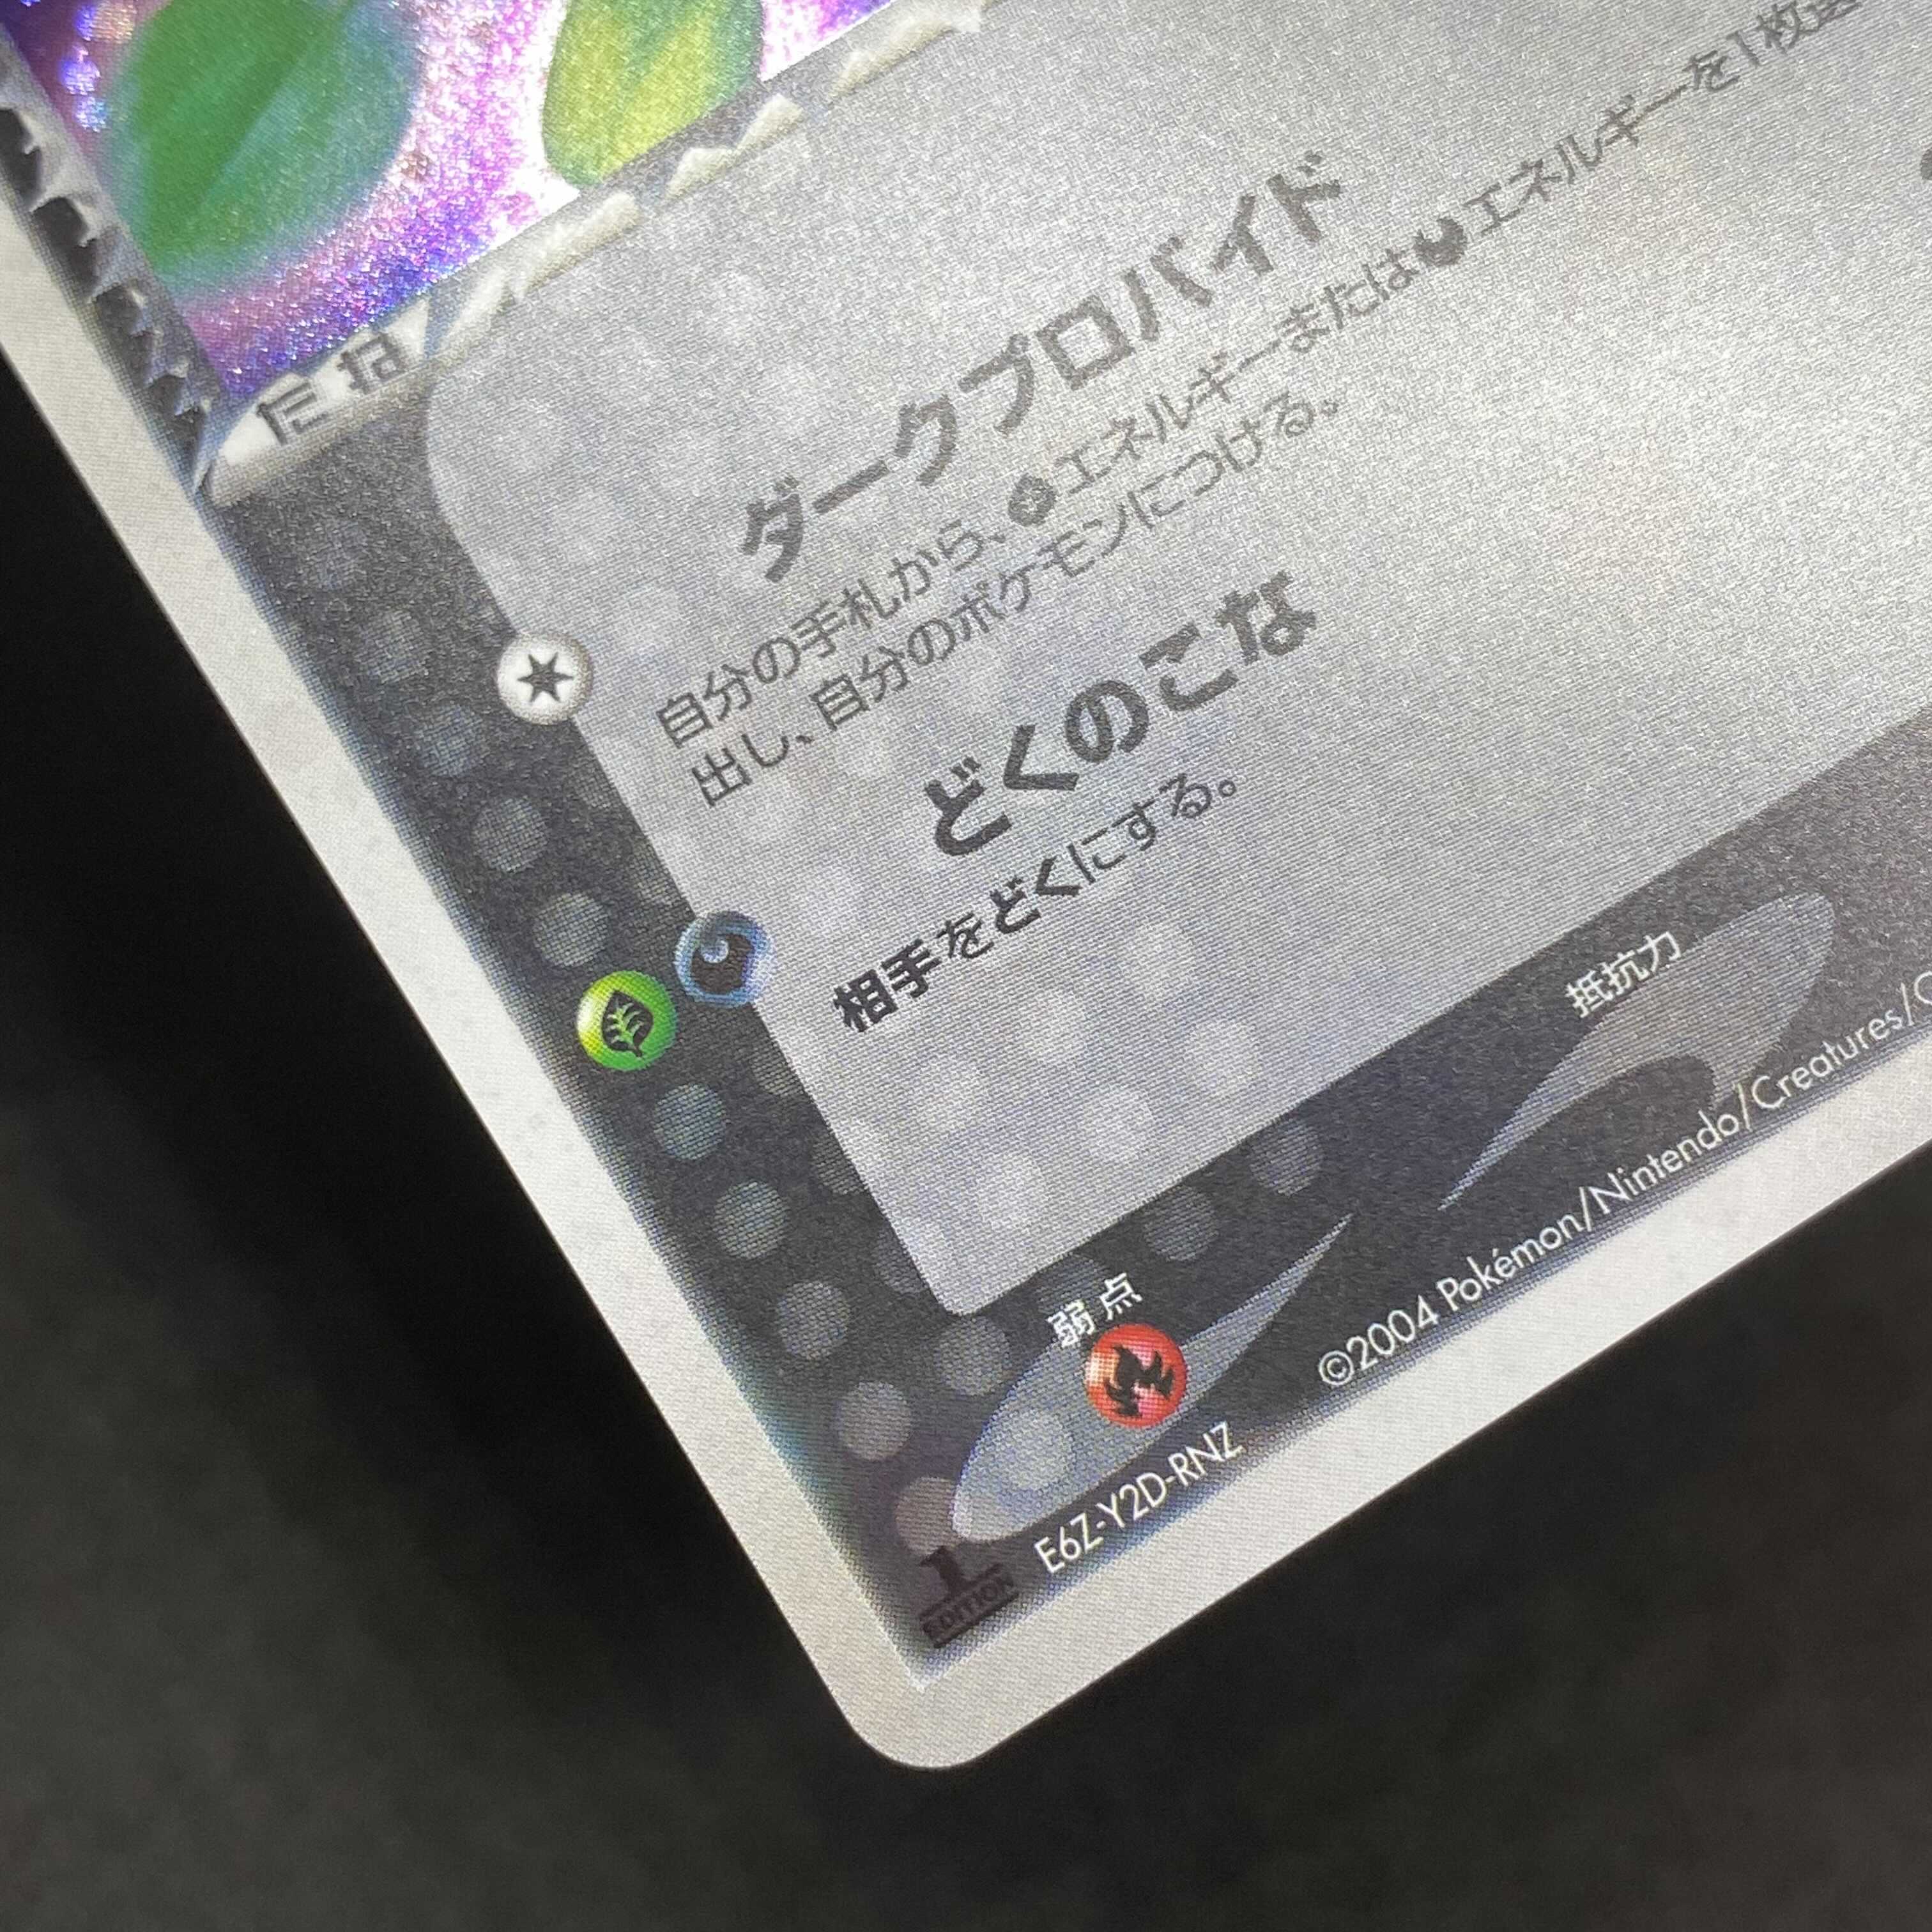 たね
ダークプロバイド
自分の手札から、エネルギーまたはエネルギーを1枚選
出し、自分のポケモンにつける。
どくのこな
相手をどくにする。
弱点
抵抗力
1
EDITION
E6Z-Y2D-RNZ
©2004 Pokémon/Nintendo/Creatures/